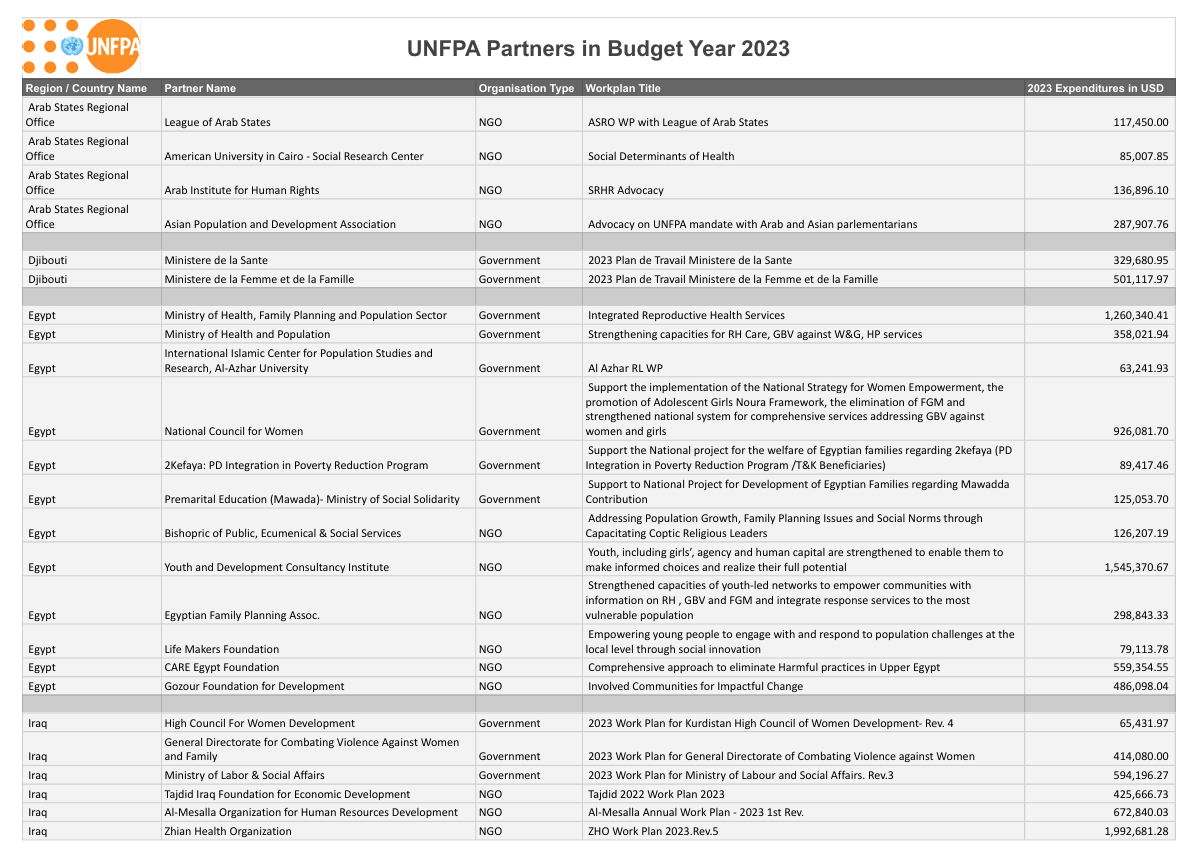 UNFPA
UNFPA Partners in Budget Year 2023
Region / Country Name Partner Name Organisation Type Workplan Title 2023 Expenditures in USD
Arab States Regional
Office League of Arab States NGO ASRO WP with League of Arab States 117,450.00
Arab States Regional
Office American University in Cairo - Social Research Center NGO Social Determinants of Health 85,007.85
Arab States Regional
Office Arab Institute for Human Rights NGO SRHR Advocacy 136,896.10
Arab States Regional
Office Asian Population and Development Association NGO Advocacy on UNFPA mandate with Arab and Asian parlementarians 287,907.76
Djibouti Ministere de la Sante Government 2023 Plan de Travail Ministere de la Sante 329,680.95
Djibouti Ministere de la Femme et de la Famille Government 2023 Plan de Travail Ministere de la Femme et de la Famille 501,117.97
Egypt Ministry of Health, Family Planning and Population Sector Government Integrated Reproductive Health Services 1,260,340.41
Egypt Ministry of Health and Population Government Strengthening capacities for RH Care, GBV against W&G, HP services 358,021.94
International Islamic Center for Population Studies and
Egypt Research, Al-Azhar University Government Al Azhar RL WP 63,241.93
Support the implementation of the National Strategy for Women Empowerment, the
promotion of Adolescent Girls Noura Framework, the elimination of FGM and
strengthened national system for comprehensive services addressing GBV against
Egypt National Council for Women Government women and girls 926,081.70
Support the National project for the welfare of Egyptian families regarding 2kefaya (PD
Egypt 2Kefaya: PD Integration in Poverty Reduction Program Government Integration in Poverty Reduction Program /T&K Beneficiaries) 89,417.46
Support to National Project for Development of Egyptian Families regarding Mawadda
Egypt Premarital Education (Mawada)- Ministry of Social Solidarity Government Contribution 125,053.70
Addressing Population Growth, Family Planning Issues and Social Norms through
Egypt Bishopric of Public, Ecumenical & Social Services NGO Capacitating Coptic Religious Leaders 126,207.19
Youth, including girls’, agency and human capital are strengthened to enable them to
Egypt Youth and Development Consultancy Institute NGO make informed choices and realize their full potential 1,545,370.67
Strengthened capacities of youth-led networks to empower communities with
information on RH , GBV and FGM and integrate response services to the most
Egypt Egyptian Family Planning Assoc. NGO vulnerable population 298,843.33
Empowering young people to engage with and respond to population challenges at the
Egypt Life Makers Foundation NGO local level through social innovation 79,113.78
Egypt CARE Egypt Foundation NGO Comprehensive approach to eliminate Harmful practices in Upper Egypt 559,354.55
Egypt Gozour Foundation for Development NGO Involved Communities for Impactful Change 486,098.04
Iraq High Council For Women Development Government 2023 Work Plan for Kurdistan High Council of Women Development- Rev. 4 65,431.97
General Directorate for Combating Violence Against Women
Iraq and Family Government 2023 Work Plan for General Directorate of Combating Violence against Women 414,080.00
Iraq Ministry of Labor & Social Affairs Government 2023 Work Plan for Ministry of Labour and Social Affairs. Rev.3 594,196.27
Iraq Tajdid Iraq Foundation for Economic Development NGO Tajdid 2022 Work Plan 2023 425,666.73
Iraq Al-Mesalla Organization for Human Resources Development NGO Al-Mesalla Annual Work Plan - 2023 1st Rev. 672,840.03
Iraq Zhian Health Organization NGO ZHO Work Plan 2023.Rev.5 1,992,681.28